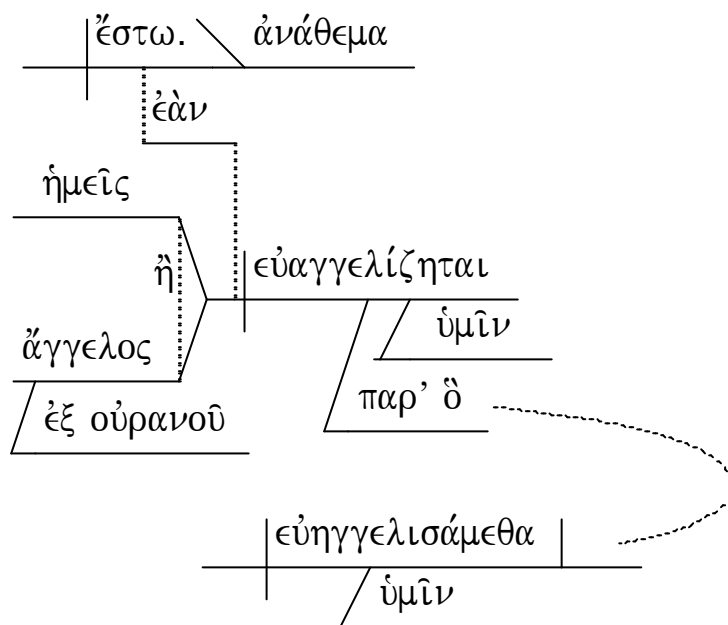 ἔστω. ἀνάθεμα
ἐὰν
ἡμεῖς
ἢ
εὐαγγελίζηται
ὑμῖν
ἄγγελος
παρ’ ὃ
ἐξ οὐρανοῦ
εὐηγγελισάμεθα
ὑμῖν